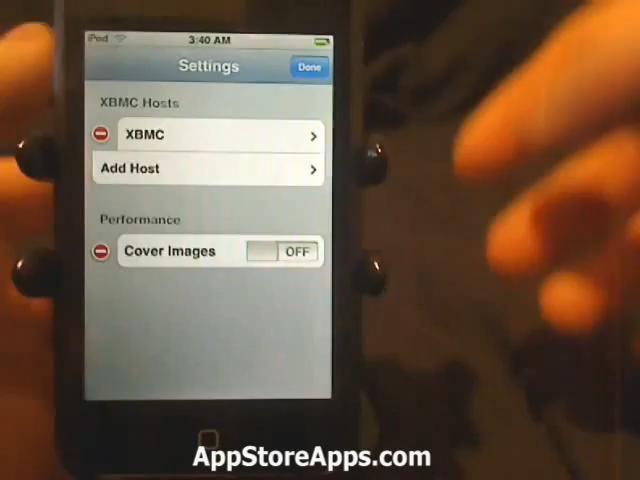 iPod 3:40 AM
Settings Done
XBMC Hosts
XBMC
Add Host
Performance
Cover Images OFF
AppStoreApps.com